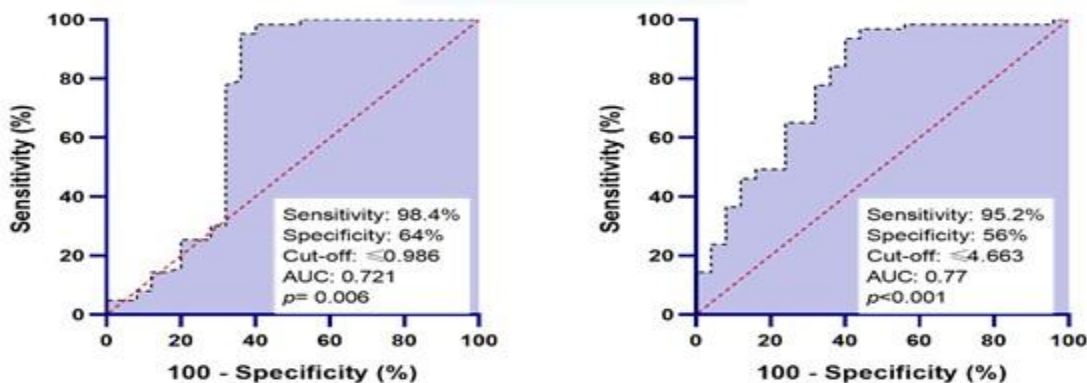 100
80
60
40
20
0
Sensitivity (%)
Sensitivity: 98.4%
Specificity: 64%
Cut-off: ≤0.986
AUC: 0.721
p= 0.006
0 20 40 60 80 100
100 - Specificity (%)
100
80
60
40
20
0
Sensitivity (%)
Sensitivity: 95.2%
Specificity: 56%
Cut-off: ≤4.663
AUC: 0.77
p<0.001
0 20 40 60 80 100
100 - Specificity (%)